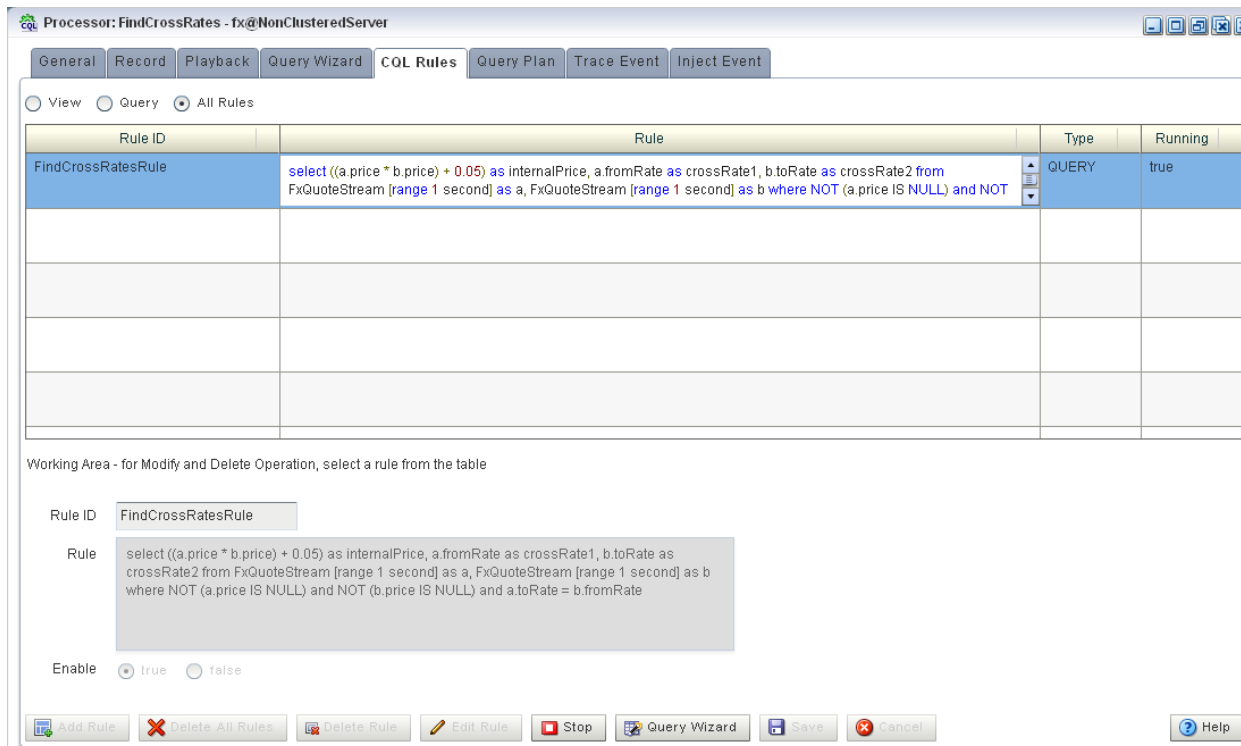 CQL Processor: FindCrossRates - fx@NonClusteredServer
General Record Playback Query Wizard CQL Rules Query Plan Trace Event Inject Event
View Query All Rules
Rule ID Rule Type Running
FindCrossRatesRule
select ((a.price * b.price) + 0.05) as internalPrice, a.fromRate as crossRate1, b.toRate as crossRate2 from
FxQuoteStream [range 1 second] as a, FxQuoteStream [range 1 second] as b where NOT (a.price IS NULL) and NOT
QUERY
true
Working Area - for Modify and Delete Operation, select a rule from the table
Rule ID FindCrossRatesRule
Rule
select ((a.price * b.price) + 0.05) as internalPrice, a.fromRate as crossRate1, b.toRate as
crossRate2 from FxQuoteStream [range 1 second] as a, FxQuoteStream [range 1 second] as b
where NOT (a.price IS NULL) and NOT (b.price IS NULL) and a.toRate = b.fromRate
Enable true false
Add Rule Delete All Rules Delete Rule Edit Rule Stop Query Wizard Save Cancel Help